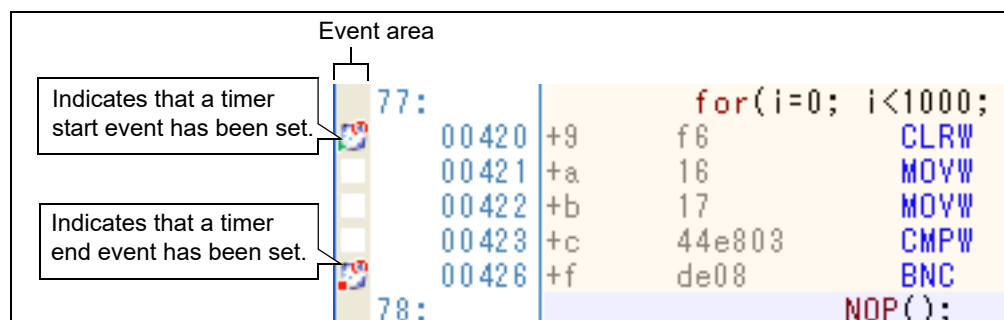 Event area
Indicates that a timer
start event has been set.
77: for(i=0; i<1000;
00420 +9 f6 CLRW
00421 +a 16 MOVW
00422 +b 17 MOVW
Indicates that a timer
end event has been set.
00423 +c 44e803 CMPW
00426 +f de08 BNC
78: NOP();